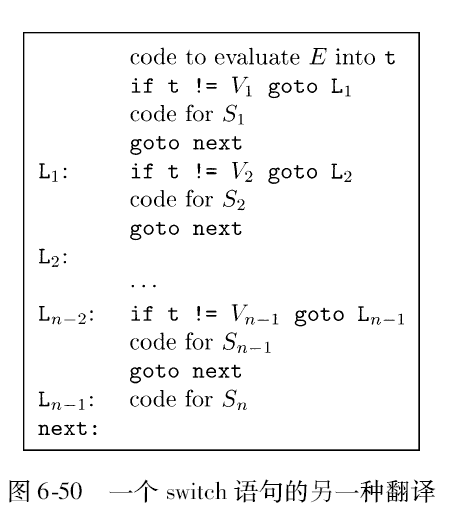 code to evaluate E into t
if t != V₁ goto L₁
code for S₁
goto next
L₁: if t != V₂ goto L₂
code for S₂
goto next
L₂:
...
Lₙ₋₂: if t != Vₙ₋₁ goto Lₙ₋₁
code for Sₙ₋₁
goto next
Lₙ₋₁: code for Sₙ
next:
图 6-50 一个 switch 语句的另一种翻译